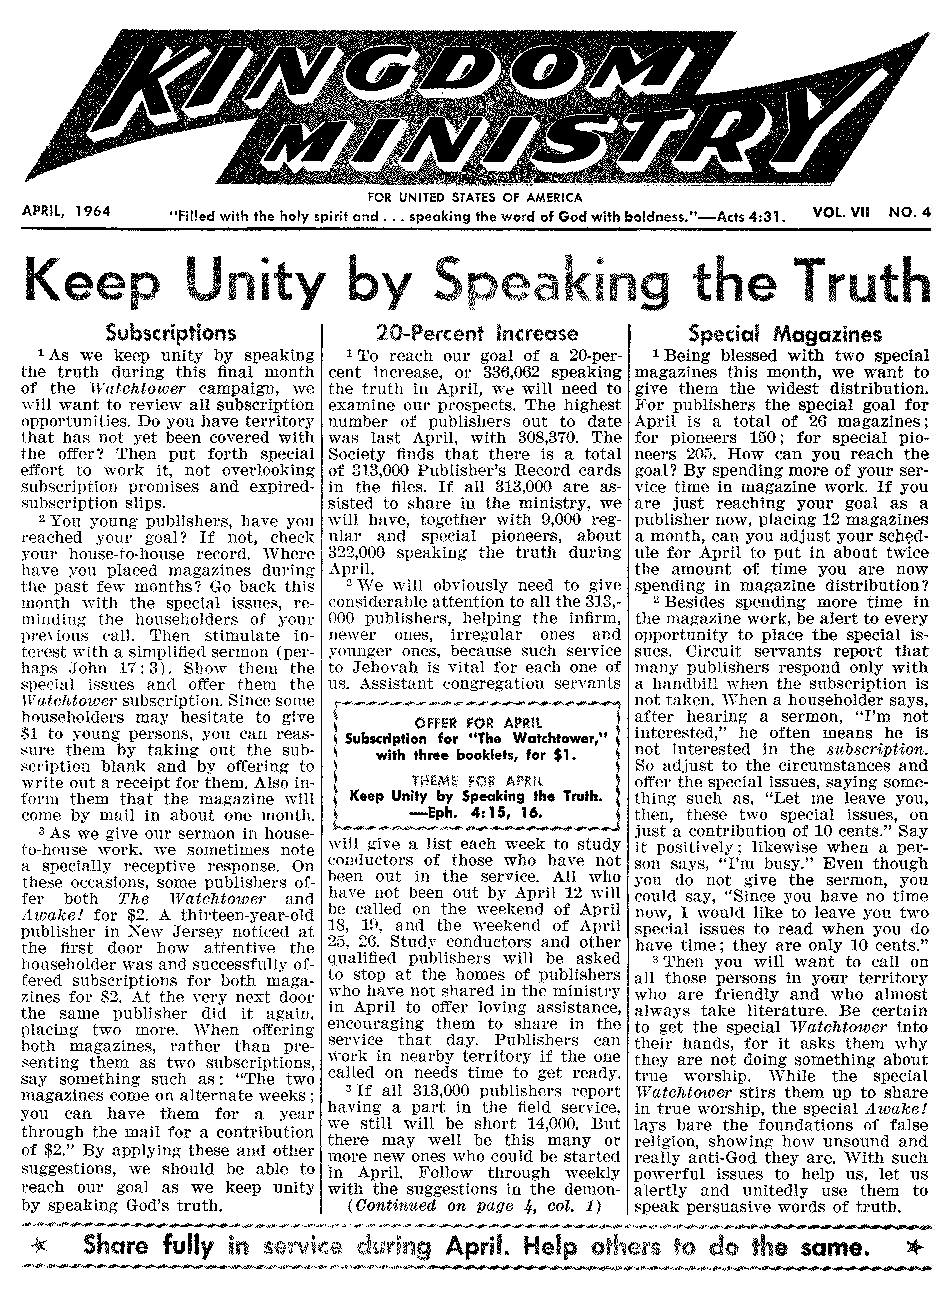 KINGDOM
MINISTRY
FOR UNITED STATES OF AMERICA
APRIL, 1964
"Filled with the holy spirit and . . . speaking the word of God with boldness."—Acts 4:31.
VOL. VII NO. 4
Keep Unity by Speaking the Truth
Subscriptions
1 As we keep unity by speaking
the truth during this final month
of the Watchtower campaign, we
will want to review all subscription
opportunities. Do you have territory
that has not yet been covered with
the offer? Then put forth special
effort to work it, not overlooking
subscription promises and expired-
subscription slips.
2 You young publishers, have you
reached your goal? If not, check
your house-to-house record. Where
have you placed magazines during
the past few months? Go back this
month with the special issues, re-
minding the householders of your
previous call. Then stimulate in-
terest with a simplified sermon (per-
haps John 17:3). Show them the
special issues and offer them the
Watchtower subscription. Since some
householders may hesitate to give
$1 to young persons, you can reas-
sure them by taking out the sub-
scription blank and by offering to
write out a receipt for them. Also in-
form them that the magazine will
come by mail in about one month.
3 As we give our sermon in house-
to-house work, we sometimes note
a specially receptive response. On
these occasions, some publishers of-
fer both The Watchtower and
Awake! for $2. A thirteen-year-old
publisher in New Jersey noticed at
the first door how attentive the
householder was and successfully of-
fered subscriptions for both maga-
zines for $2. At the very next door
the same publisher did it again,
placing two more. When offering
both magazines, rather than pre-
senting them as two subscriptions,
say something such as: "The two
magazines come on alternate weeks;
you can have them for a year
through the mail for a contribution
of $2." By applying these and other
suggestions, we should be able to
reach our goal as we keep unity
by speaking God's truth.
20-Percent Increase
1 To reach our goal of a 20-per-
cent increase, or 336,062 speaking
the truth in April, we will need to
examine our prospects. The highest
number of publishers out to date
was last April, with 308,370. The
Society finds that there is a total
of 313,000 Publisher's Record cards
in the files. If all 313,000 are as-
sisted to share in the ministry, we
will have, together with 9,000 reg-
ular and special pioneers, about
322,000 speaking the truth during
April.
2 We will obviously need to give
considerable attention to all the 313,-
000 publishers, helping the infirm,
newer ones, irregular ones and
younger ones, because such service
to Jehovah is vital for each one of
us. Assistant congregation servants
OFFER FOR APRIL
Subscription for "The Watchtower,"
with three booklets, for $1.
THEME FOR APRIL
Keep Unity by Speaking the Truth.
—Eph. 4:15, 16.
will give a list each week to study
conductors of those who have not
been out in the service. All who
have not been out by April 12 will
be called on the weekend of April
18, 19, and the weekend of April
25, 26. Study conductors and other
qualified publishers will be asked
to stop at the homes of publishers
who have not shared in the ministry
in April to offer loving assistance,
encouraging them to share in the
service that day. Publishers can
work in nearby territory if the one
called on needs time to get ready.
3 If all 313,000 publishers report
having a part in the field service,
we still will be short 14,000. But
there may well be this many or
more new ones who could be started
in April. Follow through weekly
with the suggestions in the demon-
(Continued on page 4, col. 1)
Special Magazines
1 Being blessed with two special
magazines this month, we want to
give them the widest distribution.
For publishers the special goal for
April is a total of 26 magazines;
for pioneers 150; for special pio-
neers 205. How can you reach the
goal? By spending more of your ser-
vice time in magazine work. If you
are just reaching your goal as a
publisher now, placing 12 magazines
a month, can you adjust your sched-
ule for April to put in about twice
the amount of time you are now
spending in magazine distribution?
2 Besides spending more time in
the magazine work, be alert to every
opportunity to place the special is-
sues. Circuit servants report that
many publishers respond only with
a handbill when the subscription is
not taken. When a householder says,
after hearing a sermon, "I'm not
interested," he often means he is
not interested in the subscription.
So adjust to the circumstances and
offer the special issues, saying some-
thing such as, "Let me leave you,
then, these two special issues, on
just a contribution of 10 cents." Say
it positively; likewise when a per-
son says, "I'm busy." Even though
you do not give the sermon, you
could say, "Since you have no time
now, I would like to leave you two
special issues to read when you do
have time; they are only 10 cents."
3 Then you will want to call on
all those persons in your territory
who are friendly and who almost
always take literature. Be certain
to get the special Watchtower into
their hands, for it asks them why
they are not doing something about
true worship. While the special
Watchtower stirs them up to share
in true worship, the special Awake!
lays bare the foundations of false
religion, showing how unsound and
really anti-God they are. With such
powerful issues to help us, let us
alertly and unitedly use them to
speak persuasive words of truth.
Share fully in service during April. Help others to do the same.